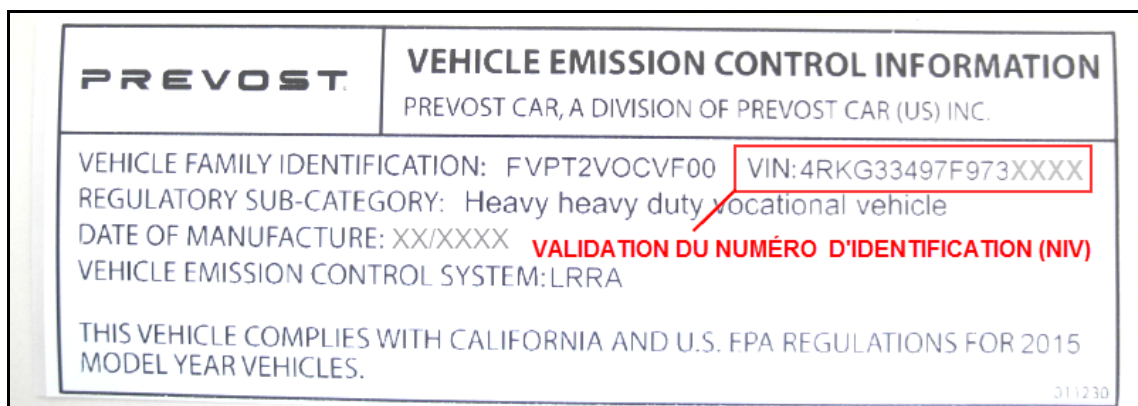 PREVOST
VEHICLE EMISSION CONTROL INFORMATION
PREVOST CAR, A DIVISION OF PREVOST CAR (US) INC.
VEHICLE FAMILY IDENTIFICATION: FVPT2VOCVF00 VIN:4RKG33497F973XXXX
REGULATORY SUB-CATEGORY: Heavy heavy duty vocational vehicle
DATE OF MANUFACTURE: XX/XXXX
VALIDATION DU NUMÉRO D'IDENTIFICATION (NIV)
VEHICLE EMISSION CONTROL SYSTEM:LRRA
THIS VEHICLE COMPLIES WITH CALIFORNIA AND U.S. EPA REGULATIONS FOR 2015
MODEL YEAR VEHICLES.
011230